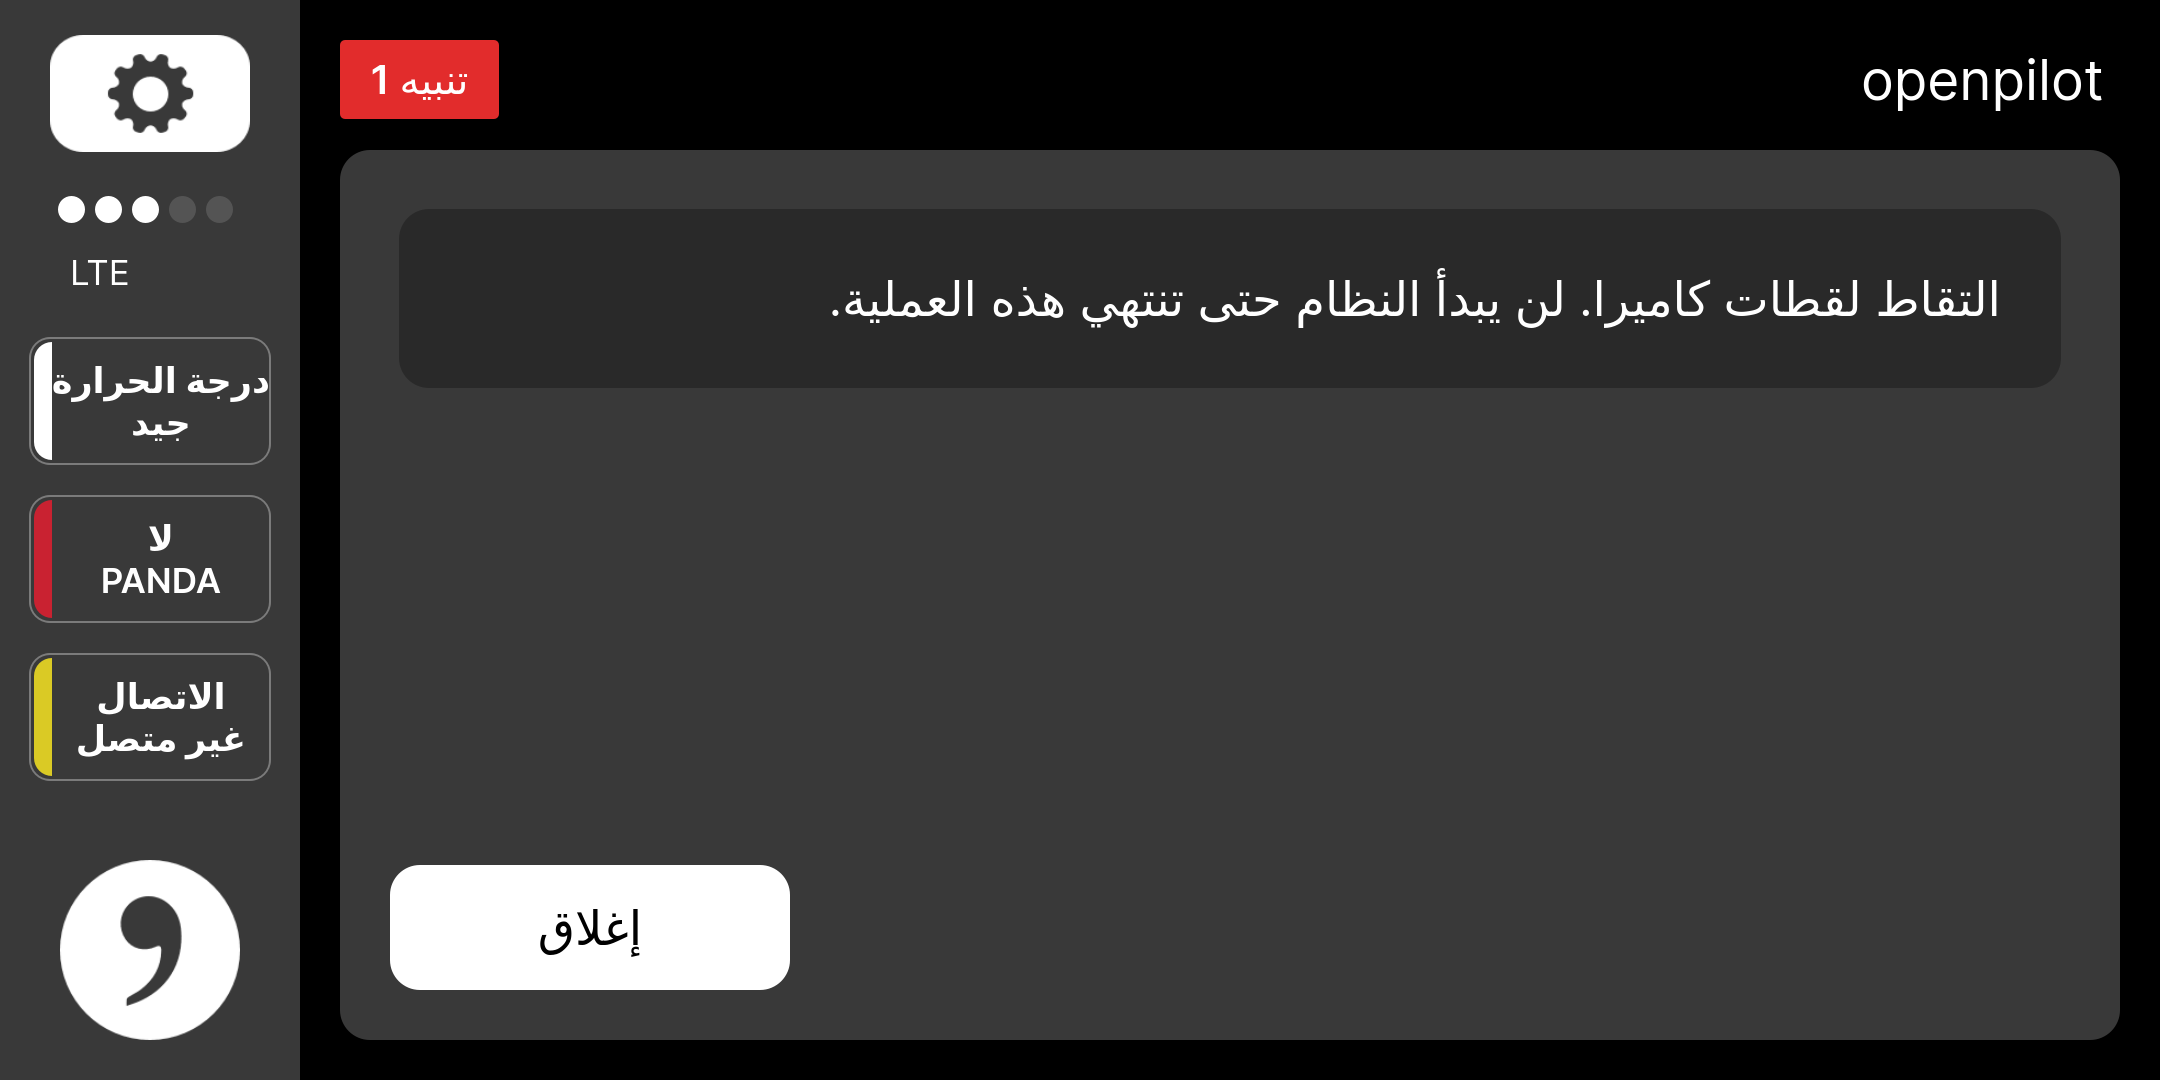 LTE
درجة الحرارة
جيد
لا
PANDA
الاتصال
غير متصل
1 تنبيه
openpilot
التقاط لقطات كاميرا. لن يبدأ النظام حتى تنتهي هذه العملية.
إغلاق